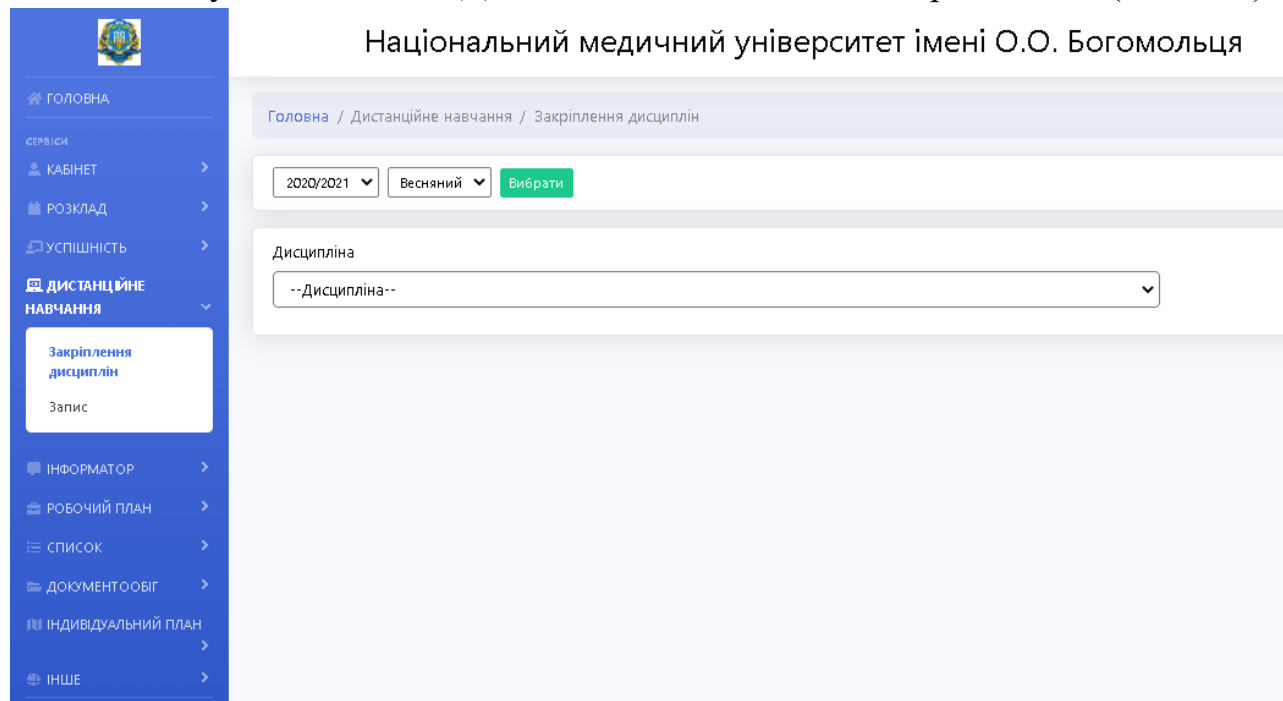 Національний медичний університет імені О.О. Богомольця
ГОЛОВНА
СЕРВІСИ
КАБІНЕТ
РОЗКЛАД
УСПІШНІСТЬ
ДИСТАНЦІЙНЕ
НАВЧАННЯ
Закріплення
дисциплін
Запис
ІНФОРМАТОР
РОБОЧИЙ ПЛАН
СПИСОК
ДОКУМЕНТООБІГ
ІНДИВІДУАЛЬНИЙ ПЛАН
ІНШЕ
Головна / Дистанційне навчання / Закріплення дисциплін
2020/2021 Весняний Вибрати
Дисципліна
--Дисципліна--